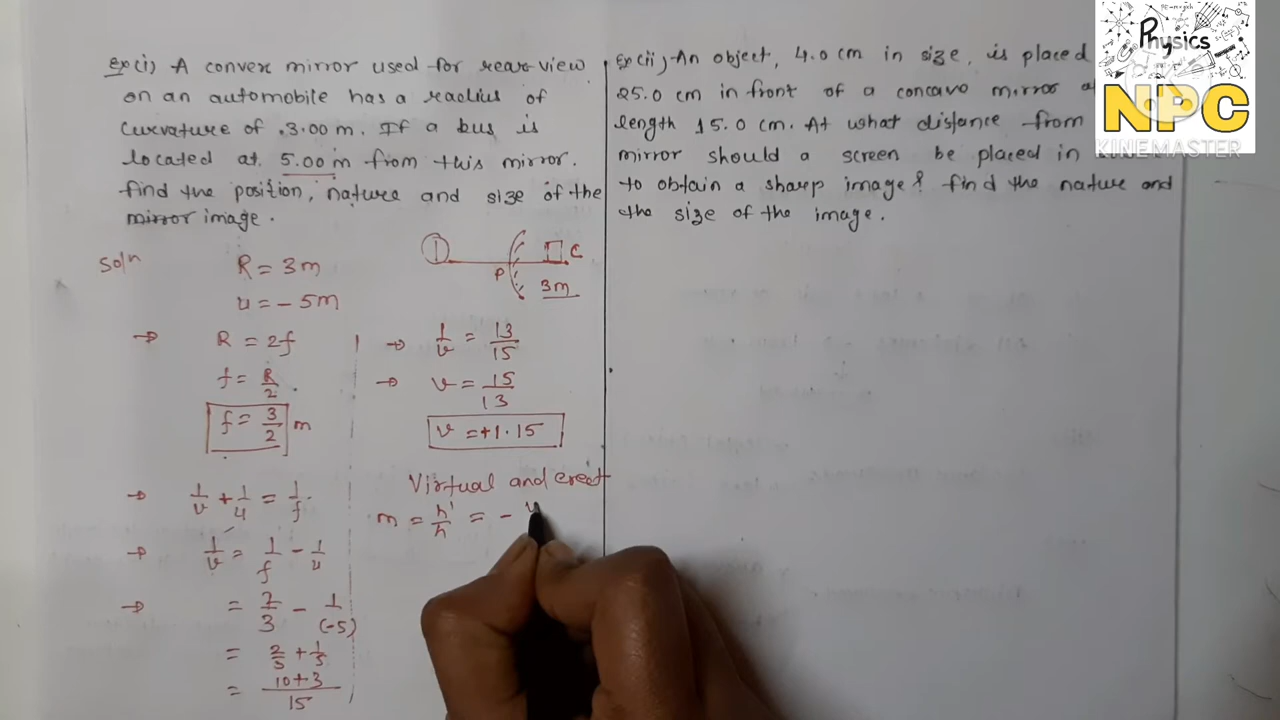 Ex(i) A convex mirror used for rear view
on an automobile has a radius of
curvature of 3.00 m. If a bus is
located at 5.00 m from this mirror.
find the position, nature and size of the
mirror image.
Soln
R = 3m
u = - 5m
P
C
3m
→ R = 2f
f = R/2
f = 3/2 m
→ 1/v + 1/u = 1/f
→ 1/v = 1/f - 1/u
→ = 2/3 - 1/(-5)
= 2/3 + 1/5
= 10+3/15
→ 1/v = 13/15
→ v = 15/13
v = +1.15
Virtual and erect
m = h'/h = -
Ex(ii) An object, 4.0 cm in size, is placed
25.0 cm in front of a concave mirror
length 15.0 cm. At what distance from
mirror should a screen be placed in
to obtain a sharp image? find the nature and
the size of the image.
Physics
NPC
KINEMASTER